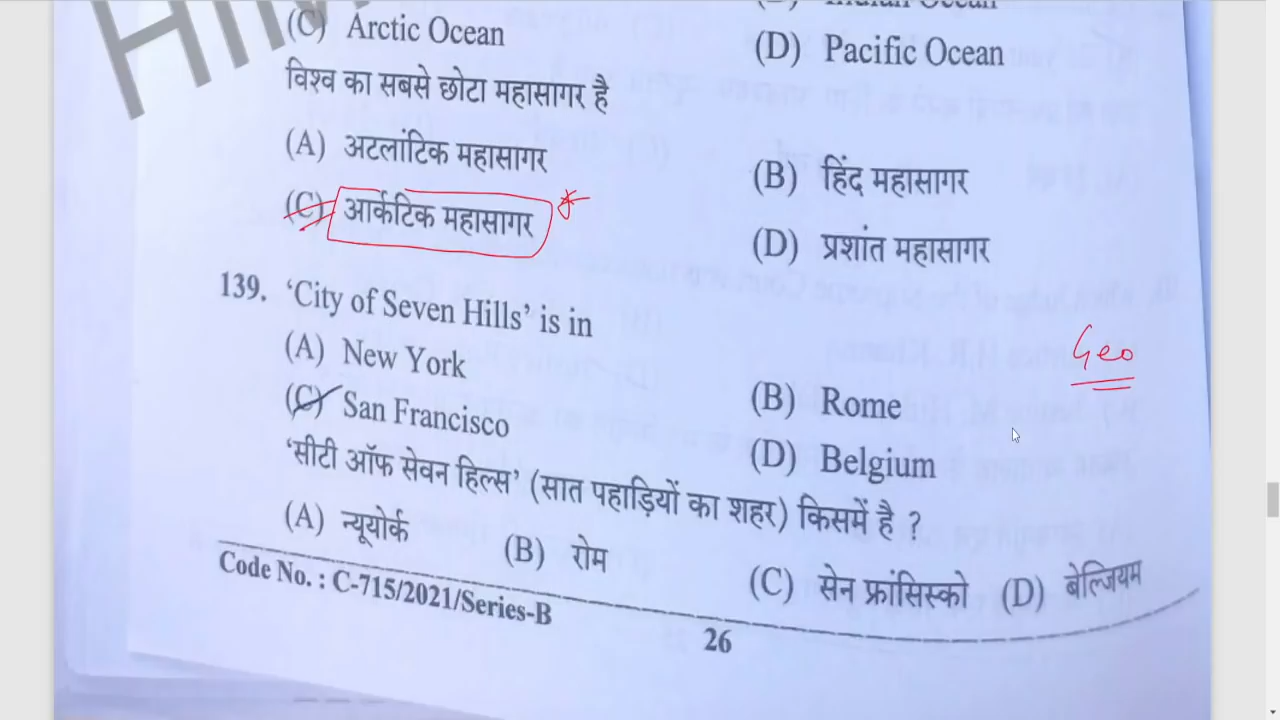 (C) Arctic Ocean
Indian Ocean
(D) Pacific Ocean
विश्व का सबसे छोटा महासागर है
(A) अटलांटिक महासागर
(B) हिंद महासागर
(C) आर्कटिक महासागर
(D) प्रशांत महासागर
139. 'City of Seven Hills' is in
(A) New York
(B) Rome
(C) San Francisco
(D) Belgium
Geo
'सीटी ऑफ सेवन हिल्स' (सात पहाड़ियों का शहर) किसमें है ?
(A) न्यूयोर्क (B) रोम (C) सेन फ्रांसिस्को (D) बेल्जियम
Code No. : C-715/2021/Series-B
26